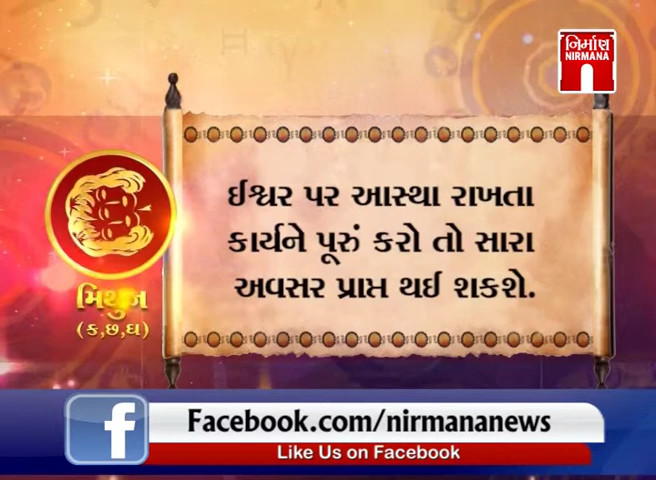 નિર્માણ
NIRMANA
ઈશ્વર પર આસ્થા રાખતા
કાર્યને પૂરું કરો તો સારા
અવસર પ્રાપ્ત થઈ શકશે.
મિથુન
(ક,છ,ઘ)
Facebook.com/nirmananews
Like Us on Facebook